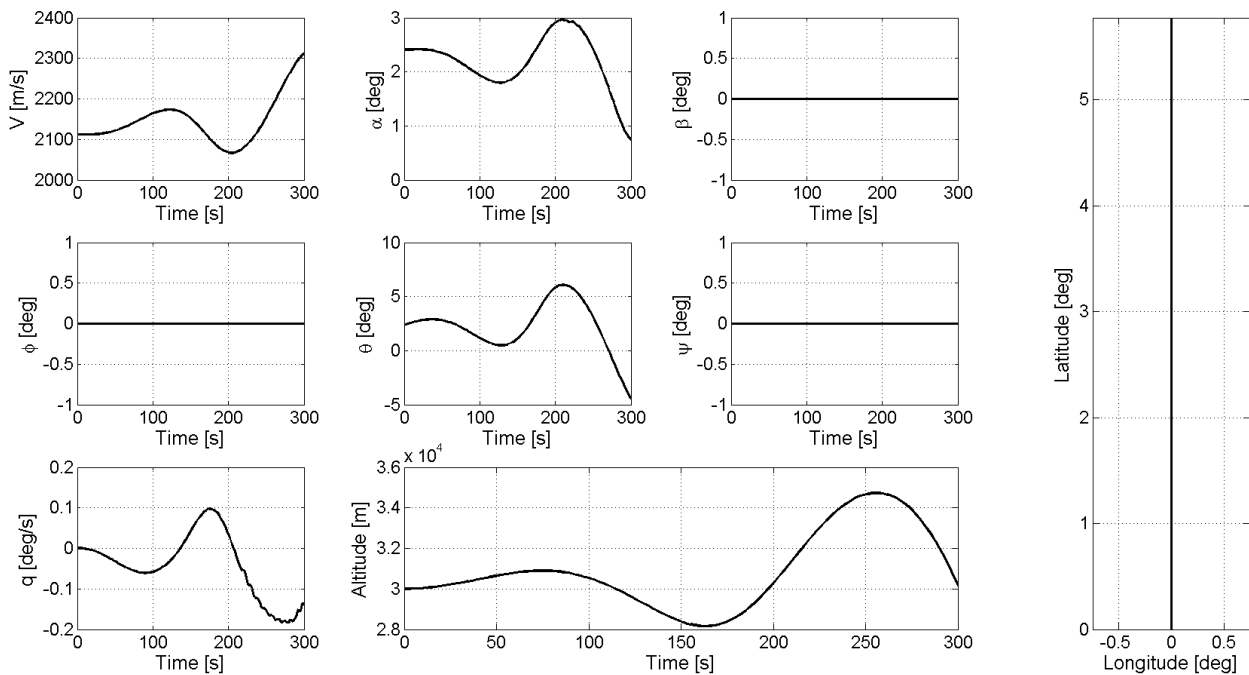 2400
2300
2200
2100
2000
V [m/s]
0 100 200 300
Time [s]
3
2
1
0
α [deg]
0 100 200 300
Time [s]
1
0.5
0
-0.5
-1
β [deg]
0 100 200 300
Time [s]
1
0.5
0
-0.5
-1
ϕ [deg]
0 100 200 300
Time [s]
10
5
0
-5
θ [deg]
0 100 200 300
Time [s]
1
0.5
0
-0.5
-1
ψ [deg]
0 100 200 300
Time [s]
0.2
0.1
0
-0.1
-0.2
q [deg/s]
0 100 200 300
Time [s]
x 10⁴
3.6
3.4
3.2
3
2.8
Altitude [m]
0 50 100 150 200 250 300
Time [s]
5
4
3
2
1
0
Latitude [deg]
-0.5 0 0.5
Longitude [deg]